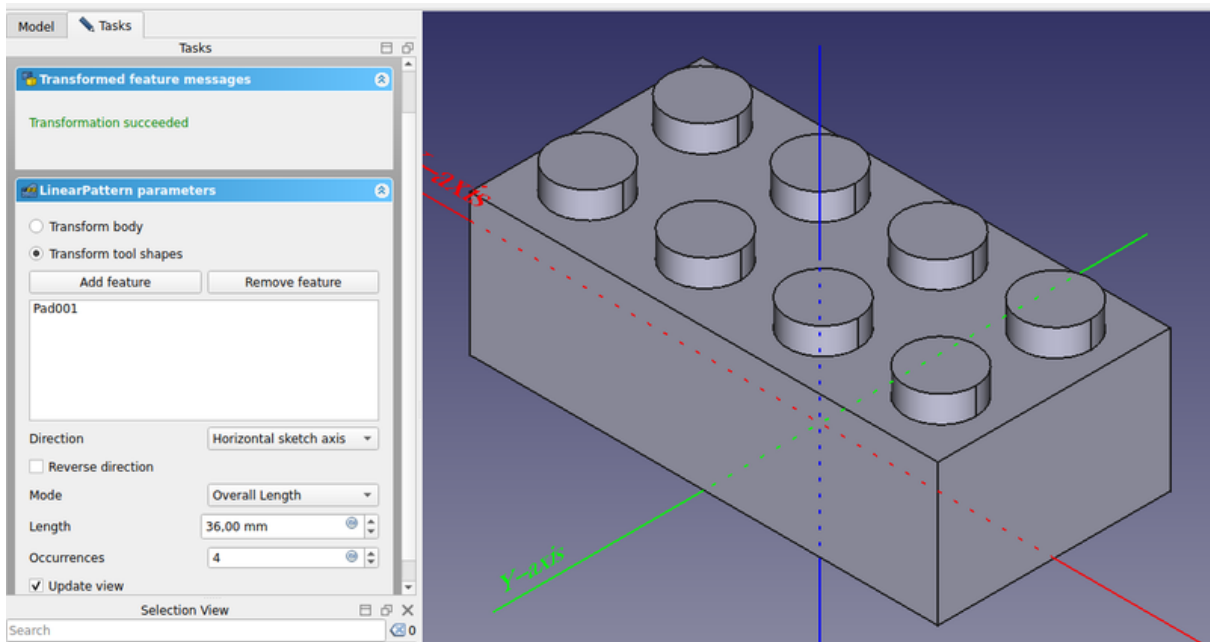 Model
Tasks
Tasks
Transformed feature messages
Transformation succeeded
LinearPattern parameters
Transform body
Transform tool shapes
Add feature
Remove feature
Pad001
Direction
Horizontal sketch axis
Reverse direction
Mode
Overall Length
Length
36,00 mm
Occurrences
4
Update view
Selection View
Search
0
-axis
Y-axis